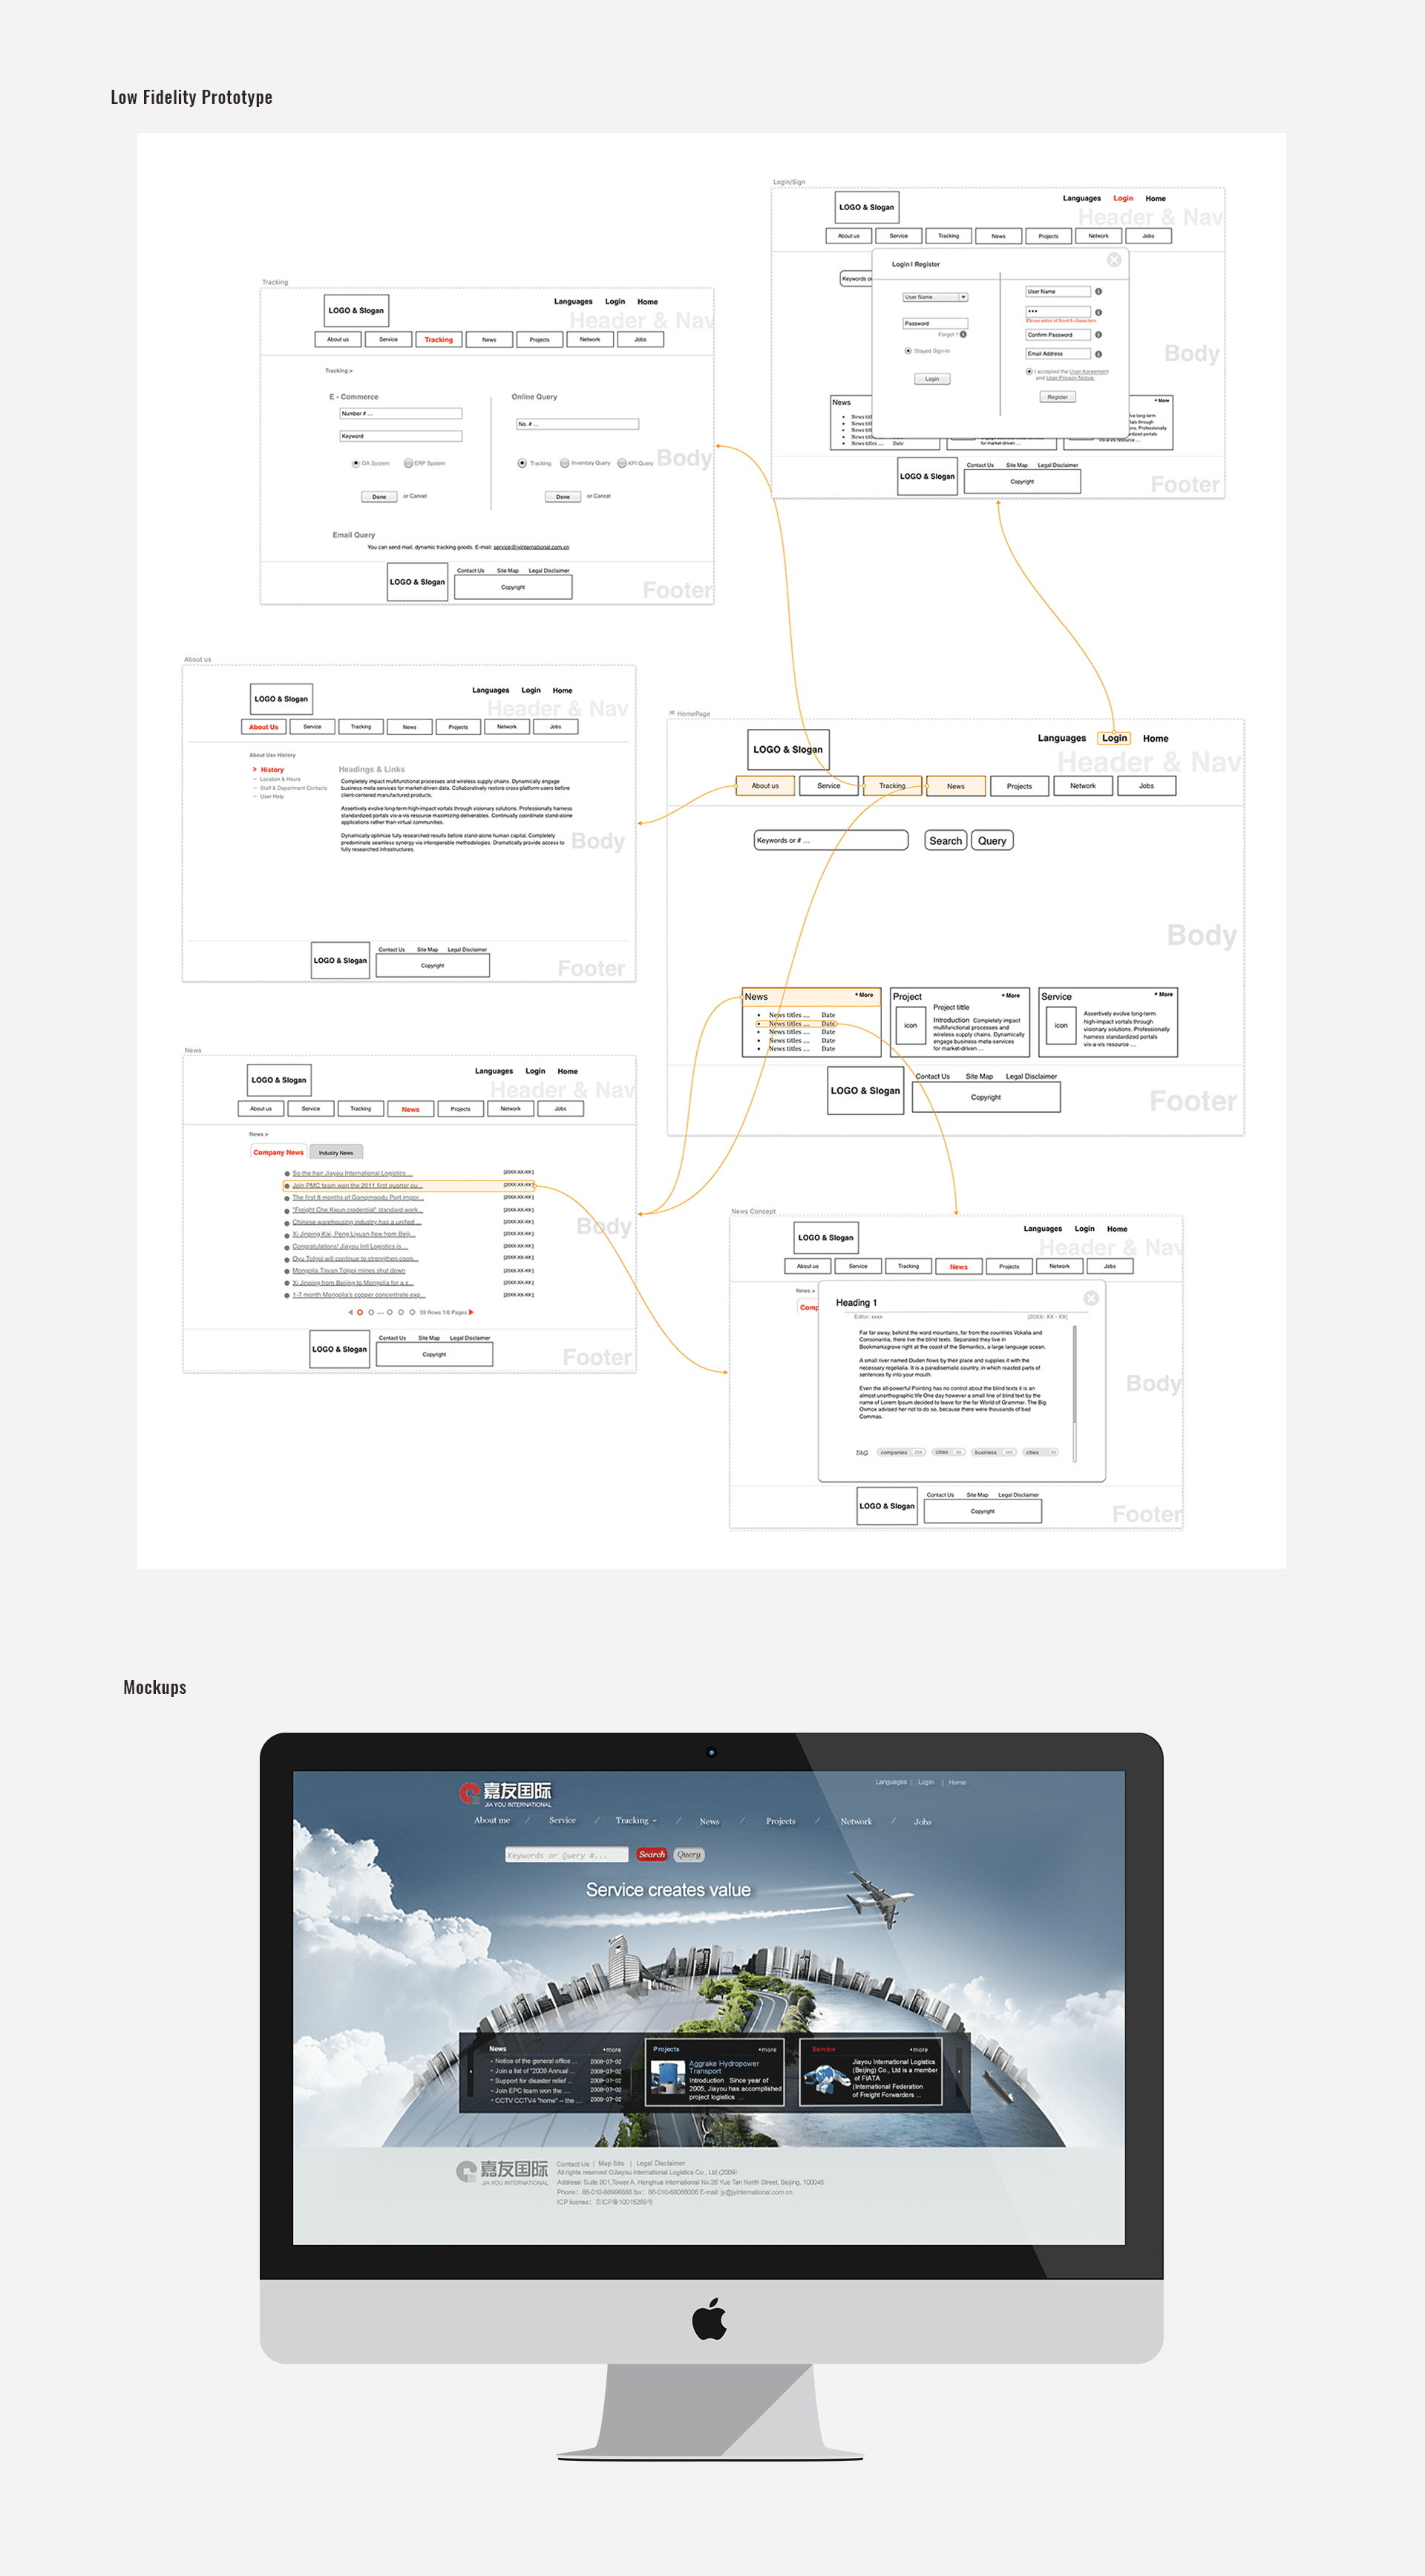 Low Fidelity Prototype
Login/Sign
LOGO & Slogan
Languages Login Home
Header & Nav
About us Service Tracking News Projects Network Jobs
Login | Register
Keywords or
User Name
Password
Forgot ?
Stayed Sign-In
Login
User Name
***
Please enter at least 6 characters.
Confirm Password
Email Address
I accepted the User Agreement
and User Privacy Notice.
Register
Body
News
• More
News titl
News titl
News titl
News titl
News titles .... Date
for market-driven ...
ve long-term
tals through
ons. Professionally
dardized portals
vis-a-vis resource ...
LOGO & Slogan
Contact Us Site Map Legal Disclaimer
Copyright
Footer
Tracking
LOGO & Slogan
Languages Login Home
Header & Nav
About us Service Tracking News Projects Network Jobs
Tracking >
E - Commerce
Number # ...
Keyword
OA System ERP System
Done or Cancel
Online Query
No. # ...
Tracking Inventory Query KPI Query
Done or Cancel
Body
Email Query
You can send mail, dynamic tracking goods. E-mail: service@jyinternational.com.cn
LOGO & Slogan
Contact Us Site Map Legal Disclaimer
Copyright
Footer
About us
LOGO & Slogan
Languages Login Home
Header & Nav
About Us Service Tracking News Projects Network Jobs
About Us> History
> History
– Location & Hours
– Staff & Department Contacts
– User Help
Headings & Links
Completely impact multifunctional processes and wireless supply chains. Dynamically engage
business meta-services for market-driven data. Collaboratively restore cross-platform users before
client-centered manufactured products.
Assertively evolve long-term high-impact vortals through visionary solutions. Professionally harness
standardized portals vis-a-vis resource maximizing deliverables. Continually coordinate stand-alone
applications rather than virtual communities.
Dynamically optimize fully researched results before stand-alone human capital. Completely
predominate seamless synergy via interoperable methodologies. Dramatically provide access to
fully researched infrastructures.
Body
LOGO & Slogan
Contact Us Site Map Legal Disclaimer
Copyright
Footer
HomePage
LOGO & Slogan
Languages Login Home
Header & Nav
About us Service Tracking News Projects Network Jobs
Keywords or # ...
Search Query
Body
News • More
News titles .... Date
News titles .... Date
News titles .... Date
News titles .... Date
News titles .... Date
Project • More
icon
Project title
Introduction Completely impact
multifunctional processes and
wireless supply chains. Dynamically
engage business meta-services
for market-driven ...
Service • More
icon
Assertively evolve long-term
high-impact vortals through
visionary solutions. Professionally
harness standardized portals
vis-a-vis resource ...
LOGO & Slogan
Contact Us Site Map Legal Disclaimer
Copyright
Footer
News
LOGO & Slogan
Languages Login Home
Header & Nav
About us Service Tracking News Projects Network Jobs
News >
Company News Industry News
So the hair Jiayou International Logistics ... [20XX-XX-XX]
Join PMC team won the 2011 first quarter ou... [20XX-XX-XX]
The first 8 months of Ganqimaodu Port impor... [20XX-XX-XX]
"Freight Che Kwun credential" standard work... [20XX-XX-XX]
Chinese warehousing industry has a unified ... [20XX-XX-XX]
Xi Jinping Kai, Peng Liyuan flew from Beij... [20XX-XX-XX]
Congratulations! Jiayou Intl Logistics is ... [20XX-XX-XX]
Oyu Tolgoi will continue to strengthen coop... [20XX-XX-XX]
Mongolia Tavan Tolgoi mines shut down [20XX-XX-XX]
Xi Jinping from Beijing to Mongolia for a s... [20XX-XX-XX]
1-7 month Mongolia's copper concentrate exp... [20XX-XX-XX]
59 Rows 1/6 Pages
Body
LOGO & Slogan
Contact Us Site Map Legal Disclaimer
Copyright
Footer
News Concept
LOGO & Slogan
Languages Login Home
Header & Nav
About us Service Tracking News Projects Network Jobs
News >
Comp
Heading 1
Editor: xxxx [20XX - XX - XX]
Far far away, behind the word mountains, far from the countries Vokalia and
Consonantia, there live the blind texts. Separated they live in
Bookmarksgrove right at the coast of the Semantics, a large language ocean.
A small river named Duden flows by their place and supplies it with the
necessary regelialia. It is a paradisematic country, in which roasted parts of
sentences fly into your mouth.
Even the all-powerful Pointing has no control about the blind texts it is an
almost unorthographic life One day however a small line of blind text by the
name of Lorem Ipsum decided to leave for the far World of Grammar. The Big
Oxmox advised her not to do so, because there were thousands of bad
Commas.
TAG companies 254 cities business cities
Body
LOGO & Slogan
Contact Us Site Map Legal Disclaimer
Copyright
Footer
Mockups
嘉友国际
JIA YOU INTERNATIONAL
Languages | Login | Home
About me / Service / Tracking / News / Projects / Network / Jobs
Keywords or Query #...
Search Query
Service creates value
News •more
– Notice of the general office ... 2008-07-02
– Join a list of "2009 Annual ... 2008-07-02
– Support for disaster relief ... 2008-07-02
– Join EPC team won the .... 2008-07-02
– CCTV CCTV4 "home" – the .... 2008-07-02
Projects •more
Aggrake Hydropower
Transport
Introduction Since year of
2005, Jiayou has accomplished
project logistics ...
Service •more
Jiayou International Logistics
(Beijing) Co., Ltd is a member
of FIATA
(International Federation
of Freight Forwarders ...
嘉友国际
JIA YOU INTERNATIONAL
Contact Us | Map Site | Legal Disclaimer
All rights reserved ©Jiayou International Logistics Co., Ltd (2009)
Address: Suite 801,Tower A, Henghua International No.26 Yue Tan North Street, Beijing, 100045
Phone: 86-010-68998888 fax: 86-010-68066006 E-mail: jy@jyinternational.com.cn
ICP license: 京ICP备10015269号